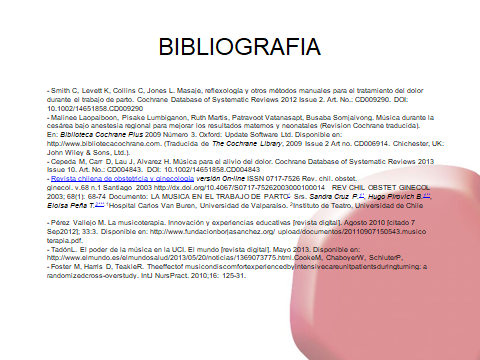 BIBLIOGRAFIA
- Smith C, Levett K, Collins C, Jones L. Masaje, reflexología y otros métodos manuales para el tratamiento del dolor
durante el trabajo de parto. Cochrane Database of Systematic Reviews 2012 Issue 2. Art. No.: CD009290. DOI:
10.1002/14651858.CD009290
- Malinee Laopaiboon, Pisake Lumbiganon, Ruth Martis, Patravoot Vatanasapt, Busaba Somjaivong. Música durante la
cesárea bajo anestesia regional para mejorar los resultados maternos y neonatales (Revision Cochrane traducida).
En: Biblioteca Cochrane Plus 2009 Número 3. Oxford: Update Software Ltd. Disponible en:
http://www.bibliotecacochrane.com. (Traducida de The Cochrane Library, 2009 Issue 2 Art no. CD006914. Chichester, UK:
John Wiley & Sons, Ltd.).
- Cepeda M, Carr D, Lau J, Alvarez H. Música para el alivio del dolor. Cochrane Database of Systematic Reviews 2013
Issue 10. Art. No.: CD004843. DOI: 10.1002/14651858.CD004843
- Revista chilena de obstetricia y ginecología versión On-line ISSN 0717-7526 Rev. chil. obstet.
ginecol. v.68 n.1 Santiago 2003 http://dx.doi.org/10.4067/S0717-75262003000100014 REV CHIL OBSTET GINECOL
2003; 68(1): 68-74 Documento: LA MUSICA EN EL TRABAJO DE PARTO Srs. Sandra Cruz P. Hugo Pirovich B.
Eloísa Peña T. Hospital Carlos Van Buren, Universidad de Valparaíso. Instituto de Teatro, Universidad de Chile
- Pérez Vallejo M. La musicoterapia. Innovación y experiencias educativas [revista digital]. Agosto 2010 [citado 7
Sep2012]; 33:3. Disponible en: http://www.fundacionborjasanchez.org/ upload/documentos/20110907150543.musico
terapia.pdf.
- TadónL. El poder de la música en la UCI. El mundo [revista digital]. Mayo 2013. Disponible en:
http://www.elmundo.es/elmundosalud/2013/05/20/noticias/1369073775.html.CookeM, ChaboyerW, SchluterP,
- Foster M, Harris D, TeakleR. Theeffectof musicondiscomfortexperiencedbyintensivecareunitpatientsduringturning: a
randomizedcross-overstudy. IntJ NursPract. 2010;16: 125-31.